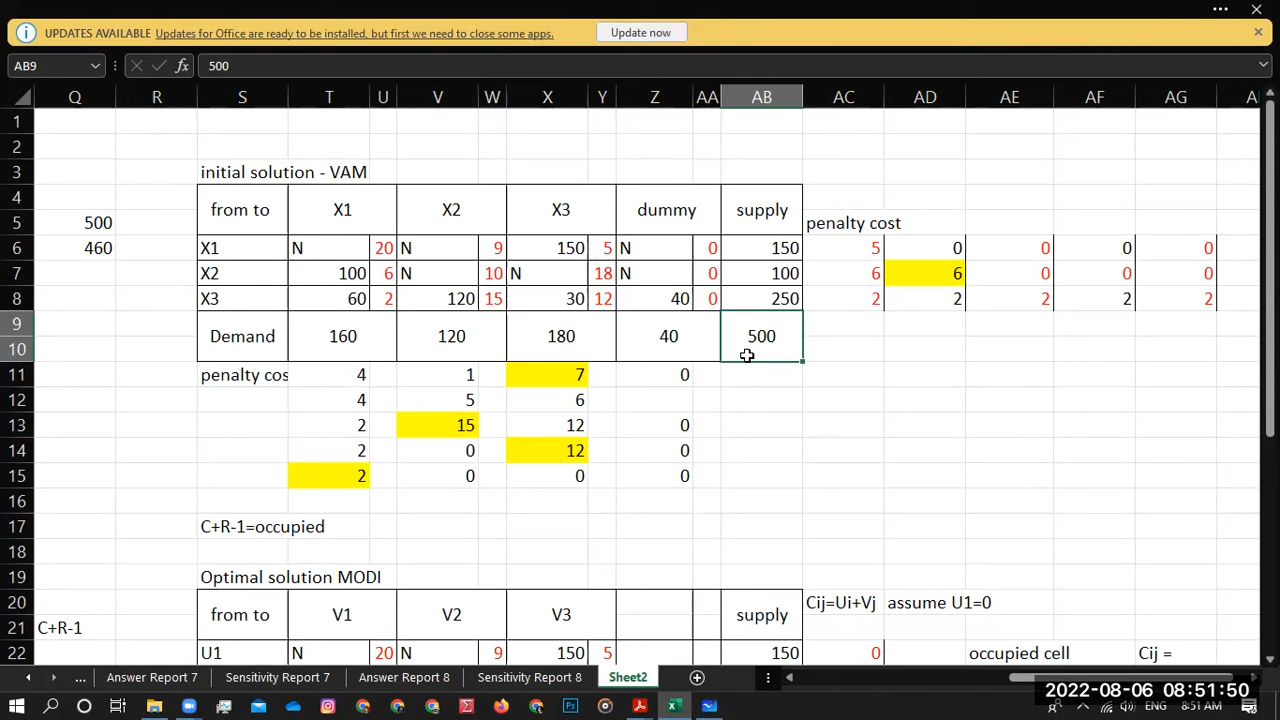 UPDATES AVAILABLE Updates for Office are ready to be installed, but first we need to close some apps. Update now
AB9 fx 500
Q R S T U V W X Y Z AA AB AC AD AE AF AG
1
2
3 initial solution - VAM
4
from to X1 X2 X3 dummy supply
5 500 penalty cost
6 460 X1 N 20 N 9 150 5 N 0 150 5 0 0 0 0
7 X2 100 6 N 10 N 18 N 0 100 6 6 0 0 0
8 X3 60 2 120 15 30 12 40 0 250 2 2 2 2 2
9
Demand 160 120 180 40 500
10
11 penalty cos 4 1 7 0
12 4 5 6
13 2 15 12 0
14 2 0 12 0
15 2 0 0 0
16
17 C+R-1=occupied
18
19 Optimal solution MODI
20 Cij=Ui+Vj assume U1=0
from to V1 V2 V3 supply
21 C+R-1
22 U1 N 20 N 9 150 5 150 0 occupied cell Cij =
... Answer Report 7 Sensitivity Report 7 Answer Report 8 Sensitivity Report 8 Sheet2
2022-08-06 08:51:50
ENG 8:51 AM